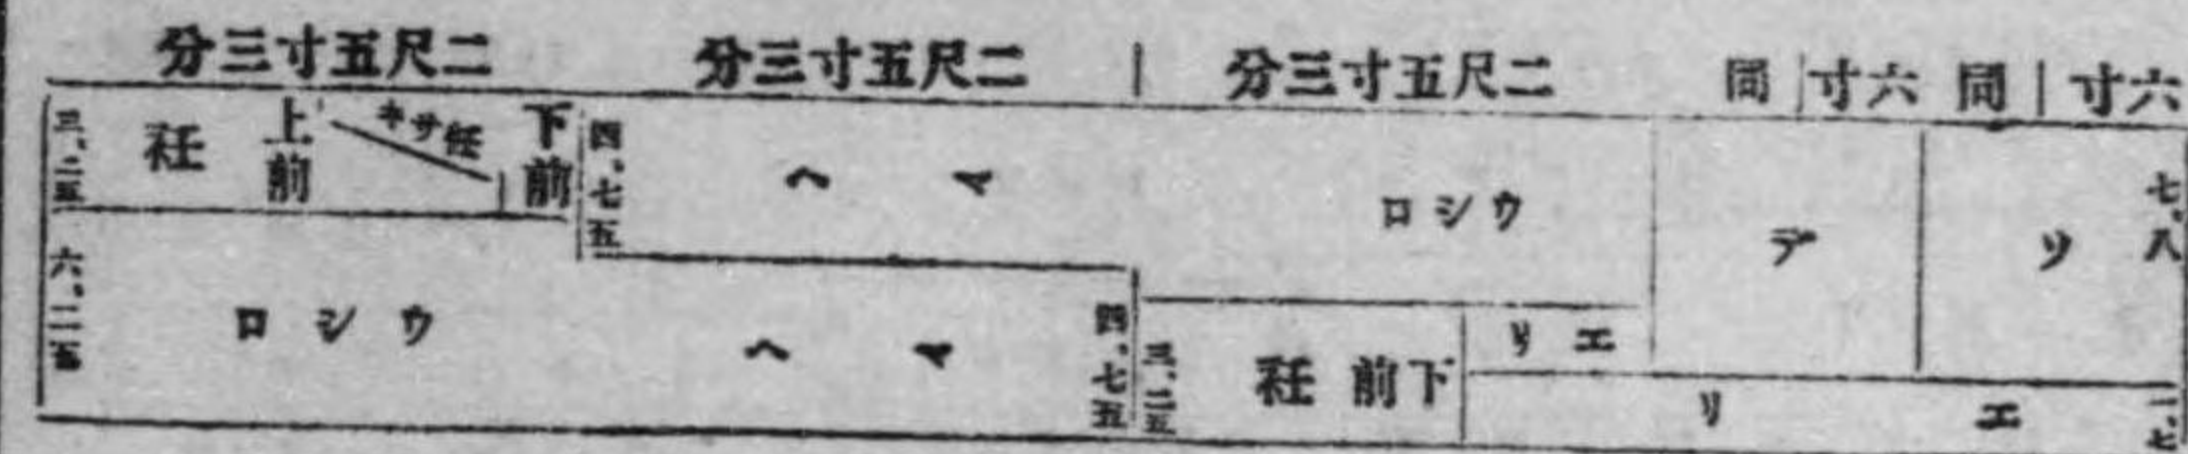 六寸｜同　六寸｜同　二尺五寸三分｜二尺五寸三分　二尺五寸三分
七、八
ソ　デ
ウシロ
マ　ヘ
四、七五
下前
衽サキ
上前
衽
三、二五
エリ
一、七
エ　リ
下前衽
三、二五
四、七五
マ　ヘ
ウシロ
六、二五